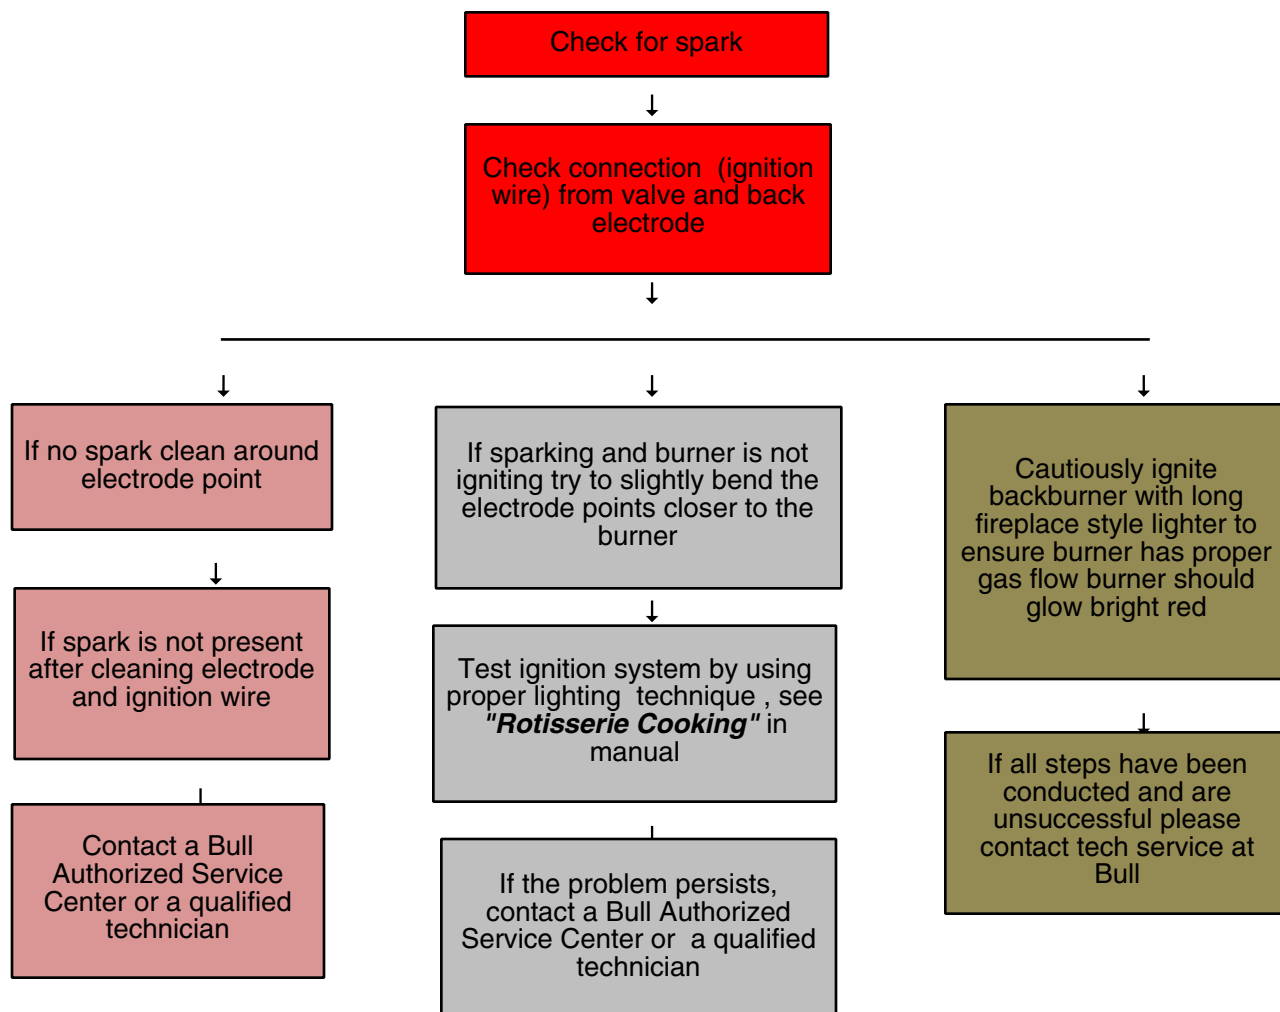 Check for spark
↓
Check connection  (ignition
wire) from valve and back
electrode
↓
↓
If no spark clean around
electrode point
↓
If spark is not present
after cleaning electrode
and ignition wire
Contact a Bull
Authorized Service
Center or a qualified
technician
↓
If sparking and burner is not
igniting try to slightly bend the
electrode points closer to the
burner
↓
Test ignition system by using
proper lighting  technique , see
"Rotisserie Cooking" in
manual
If the problem persists,
contact a Bull Authorized
Service Center or  a qualified
technician
↓
Cautiously ignite
backburner with long
fireplace style lighter to
ensure burner has proper
gas flow burner should
glow bright red
↓
If all steps have been
conducted and are
unsuccessful please
contact tech service at
Bull